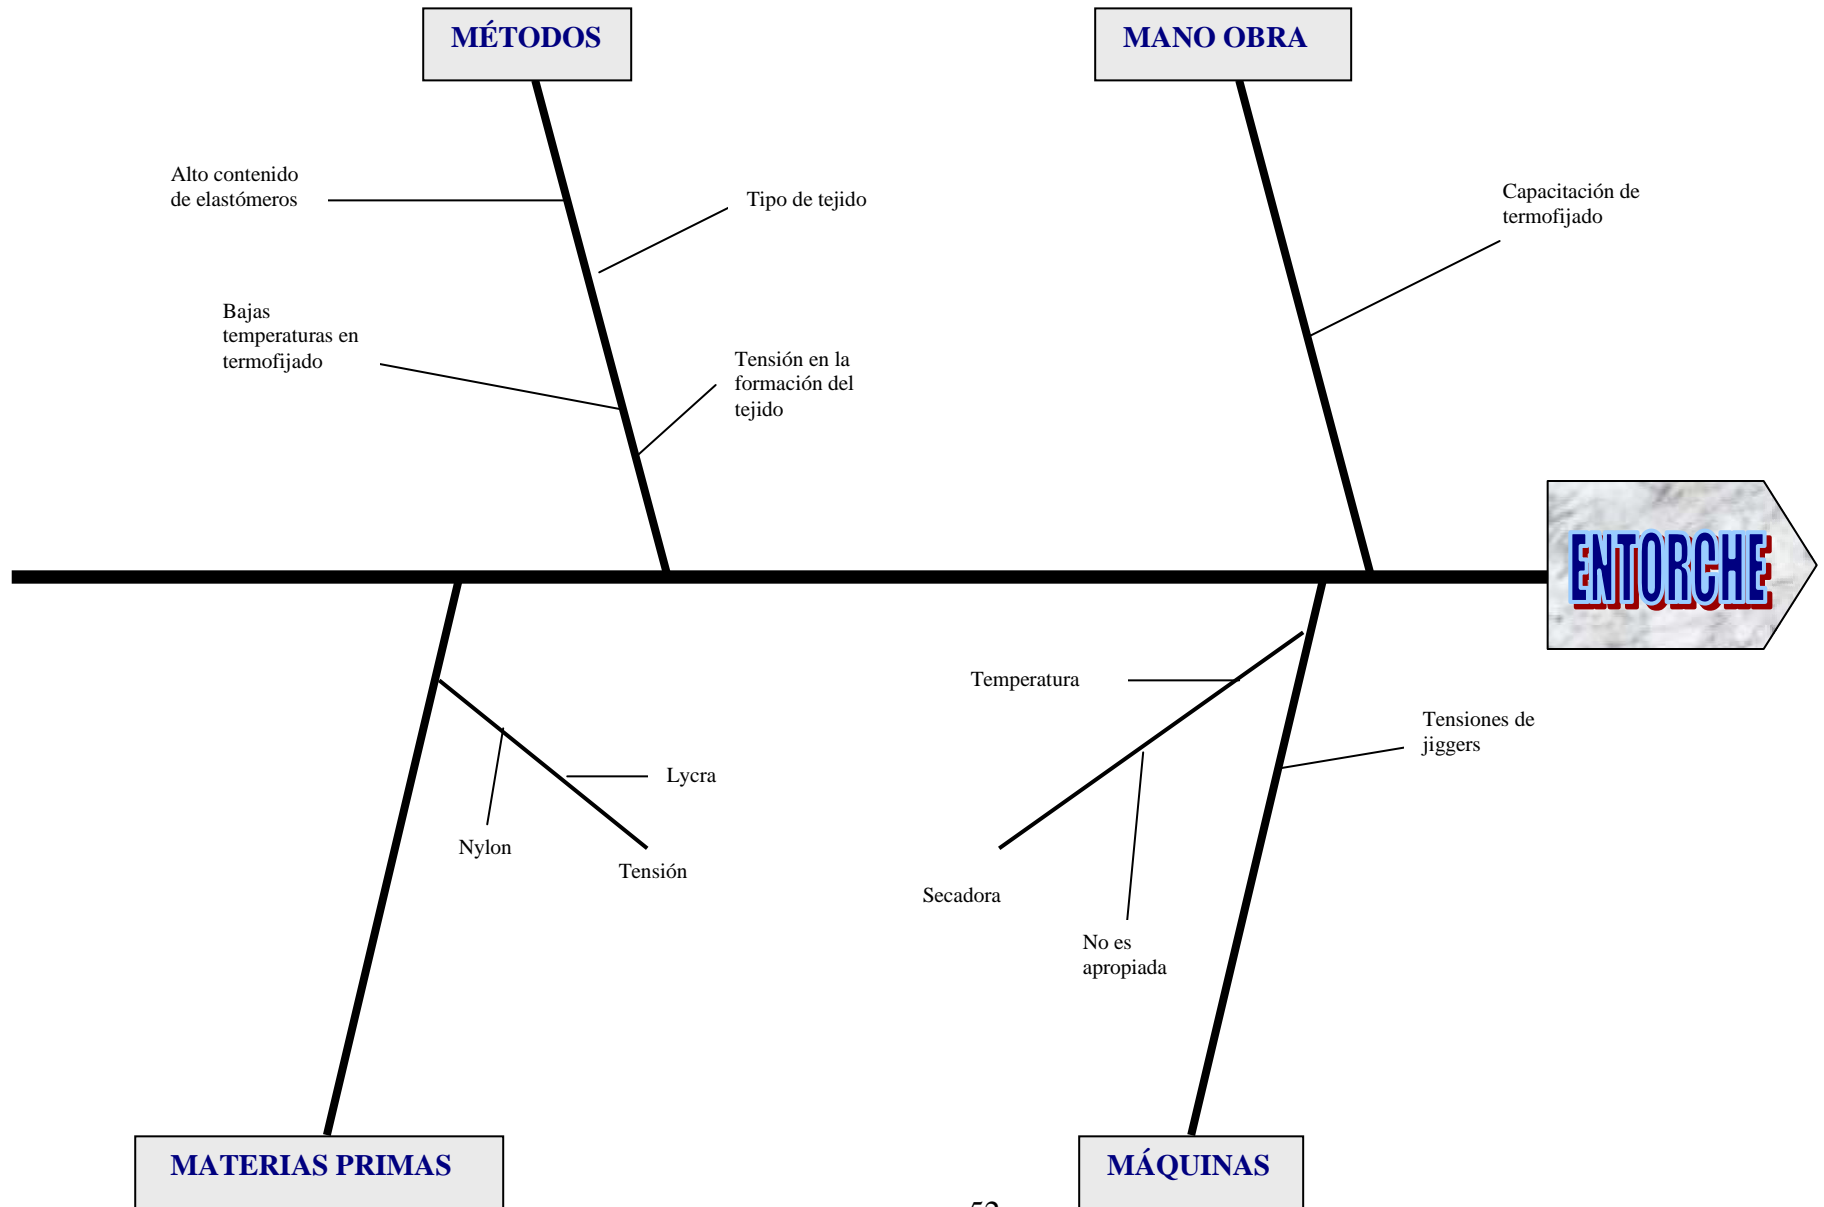 MÉTODOS
MANO OBRA
Alto contenido
de elastómeros
Tipo de tejido
Capacitación de
termofijado
Bajas
temperaturas en
termofijado
Tensión en la
formación del
tejido
ENTORCHE
Temperatura
Tensiones de
jiggers
Lycra
Nylon
Tensión
Secadora
No es
apropiada
MATERIAS PRIMAS
MÁQUINAS